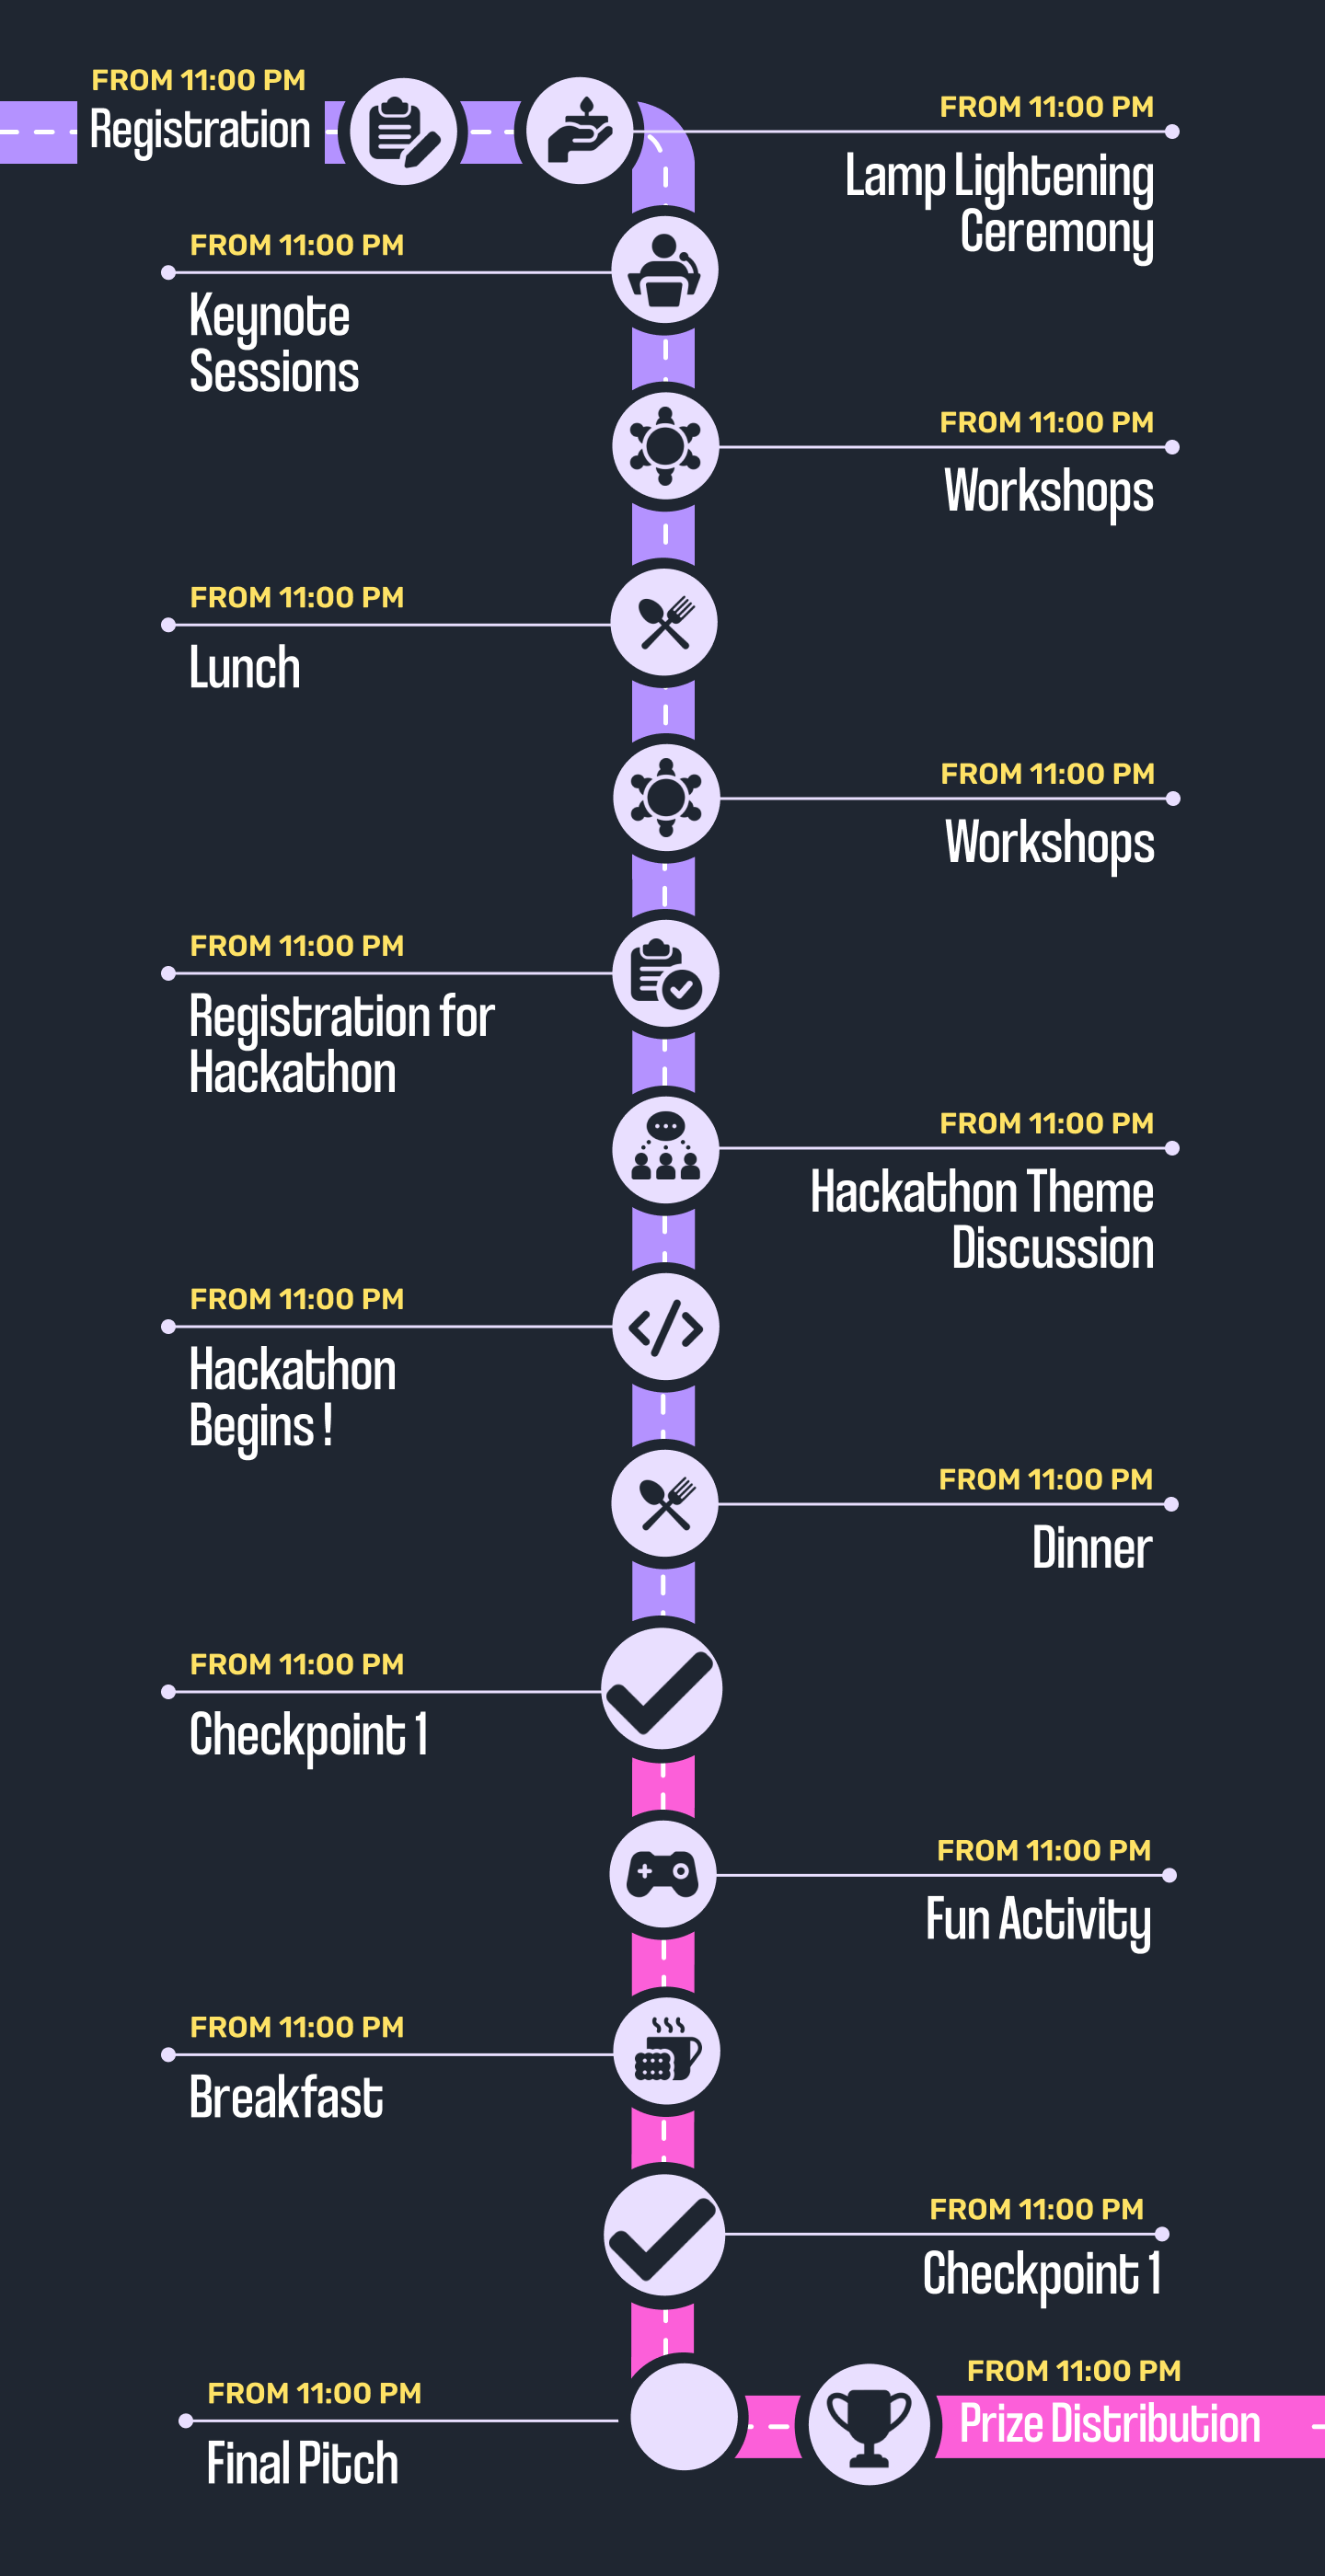 FROM 11:00 PM
Registration
FROM 11:00 PM
Lamp Lightening
Ceremony
FROM 11:00 PM
Keynote
Sessions
FROM 11:00 PM
Workshops
FROM 11:00 PM
Lunch
FROM 11:00 PM
Workshops
FROM 11:00 PM
Registration for
Hackathon
FROM 11:00 PM
Hackathon Theme
Discussion
FROM 11:00 PM
Hackathon
Begins !
FROM 11:00 PM
Dinner
FROM 11:00 PM
Checkpoint 1
FROM 11:00 PM
Fun Activity
FROM 11:00 PM
Breakfast
FROM 11:00 PM
Checkpoint 1
FROM 11:00 PM
Final Pitch
FROM 11:00 PM
Prize Distribution